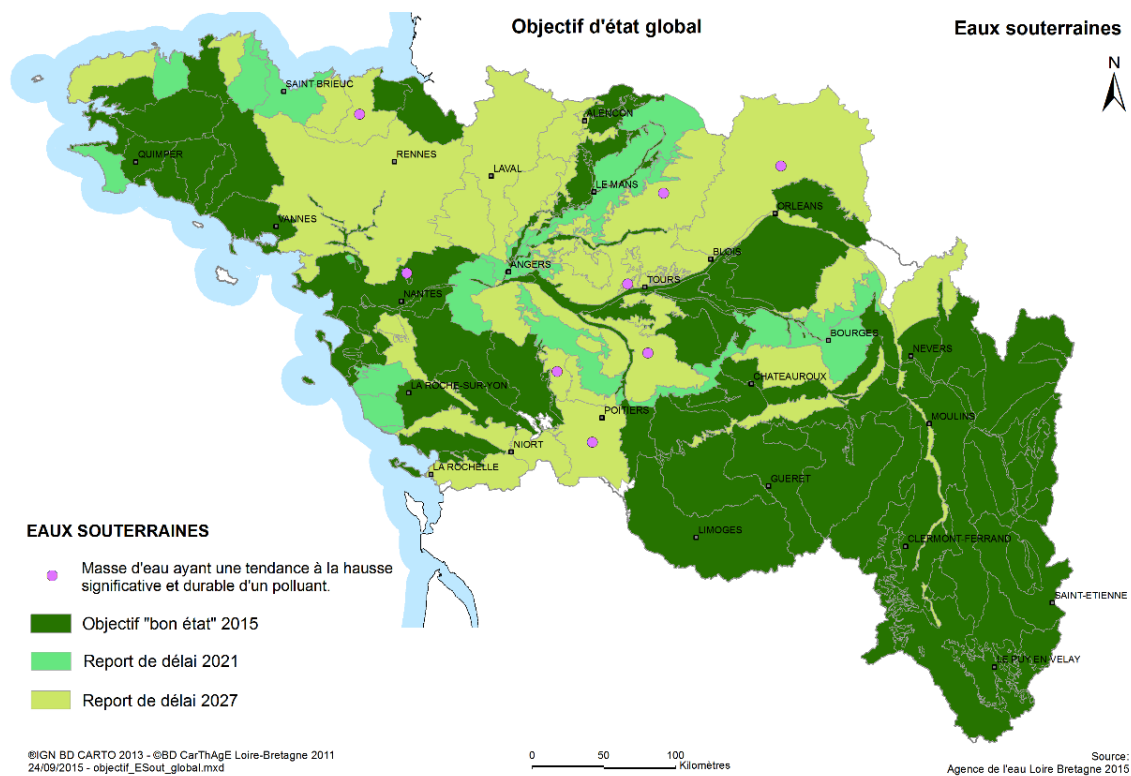 Objectif d'état global
Eaux souterraines
N
SAINT BRIEUC
ALENCON
QUIMPER
RENNES
LAVAL
LE MANS
ORLEANS
VANNES
BLOIS
ANGERS
TOURS
NANTES
BOURGES
NEVERS
CHATEAUROUX
LA ROCHE-SUR-YON
POITIERS
MOULINS
NIORT
LA ROCHELLE
GUERET
LIMOGES
CLERMONT-FERRAND
SAINT-ETIENNE
LE PUY EN VELAY
EAUX SOUTERRAINES
Masse d'eau ayant une tendance à la hausse
significative et durable d'un polluant.
Objectif "bon état" 2015
Report de délai 2021
Report de délai 2027
®IGN BD CARTO 2013 - ©BD CarThAgE Loire-Bretagne 2011
24/09/2015 - objectif_ESout_global.mxd
0 50 100
Kilomètres
Source:
Agence de l'eau Loire Bretagne 2015